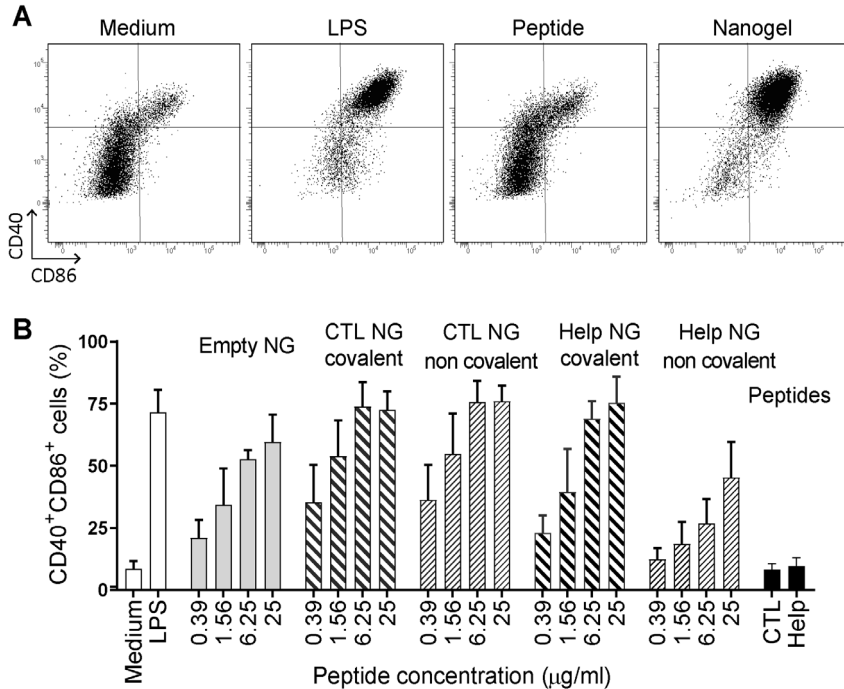 A
Medium LPS Peptide Nanogel
CD40
CD86
B
CD40⁺CD86⁺ cells (%)
100
75
50
25
0
Empty NG
CTL NG
covalent
CTL NG
non covalent
Help NG
covalent
Help NG
non covalent
Peptides
Medium
LPS
0.39
1.56
6.25
25
0.39
1.56
6.25
25
0.39
1.56
6.25
25
0.39
1.56
6.25
25
0.39
1.56
6.25
25
CTL
Help
Peptide concentration (μg/ml)